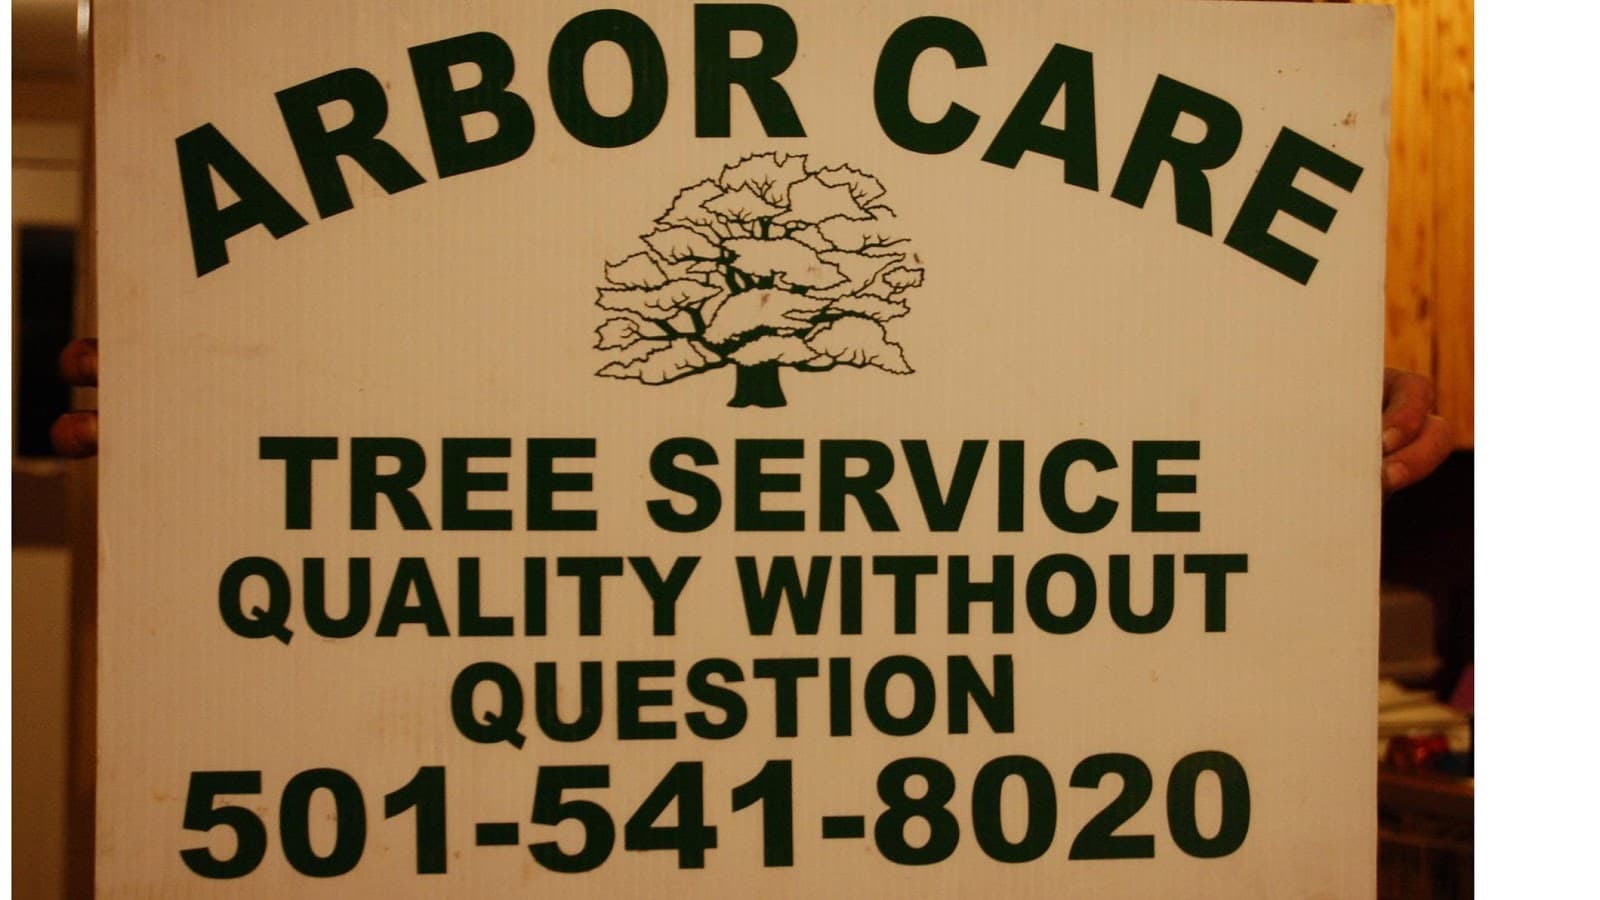 ARBOR CARE
TREE SERVICE
QUALITY WITHOUT
QUESTION
501-541-8020